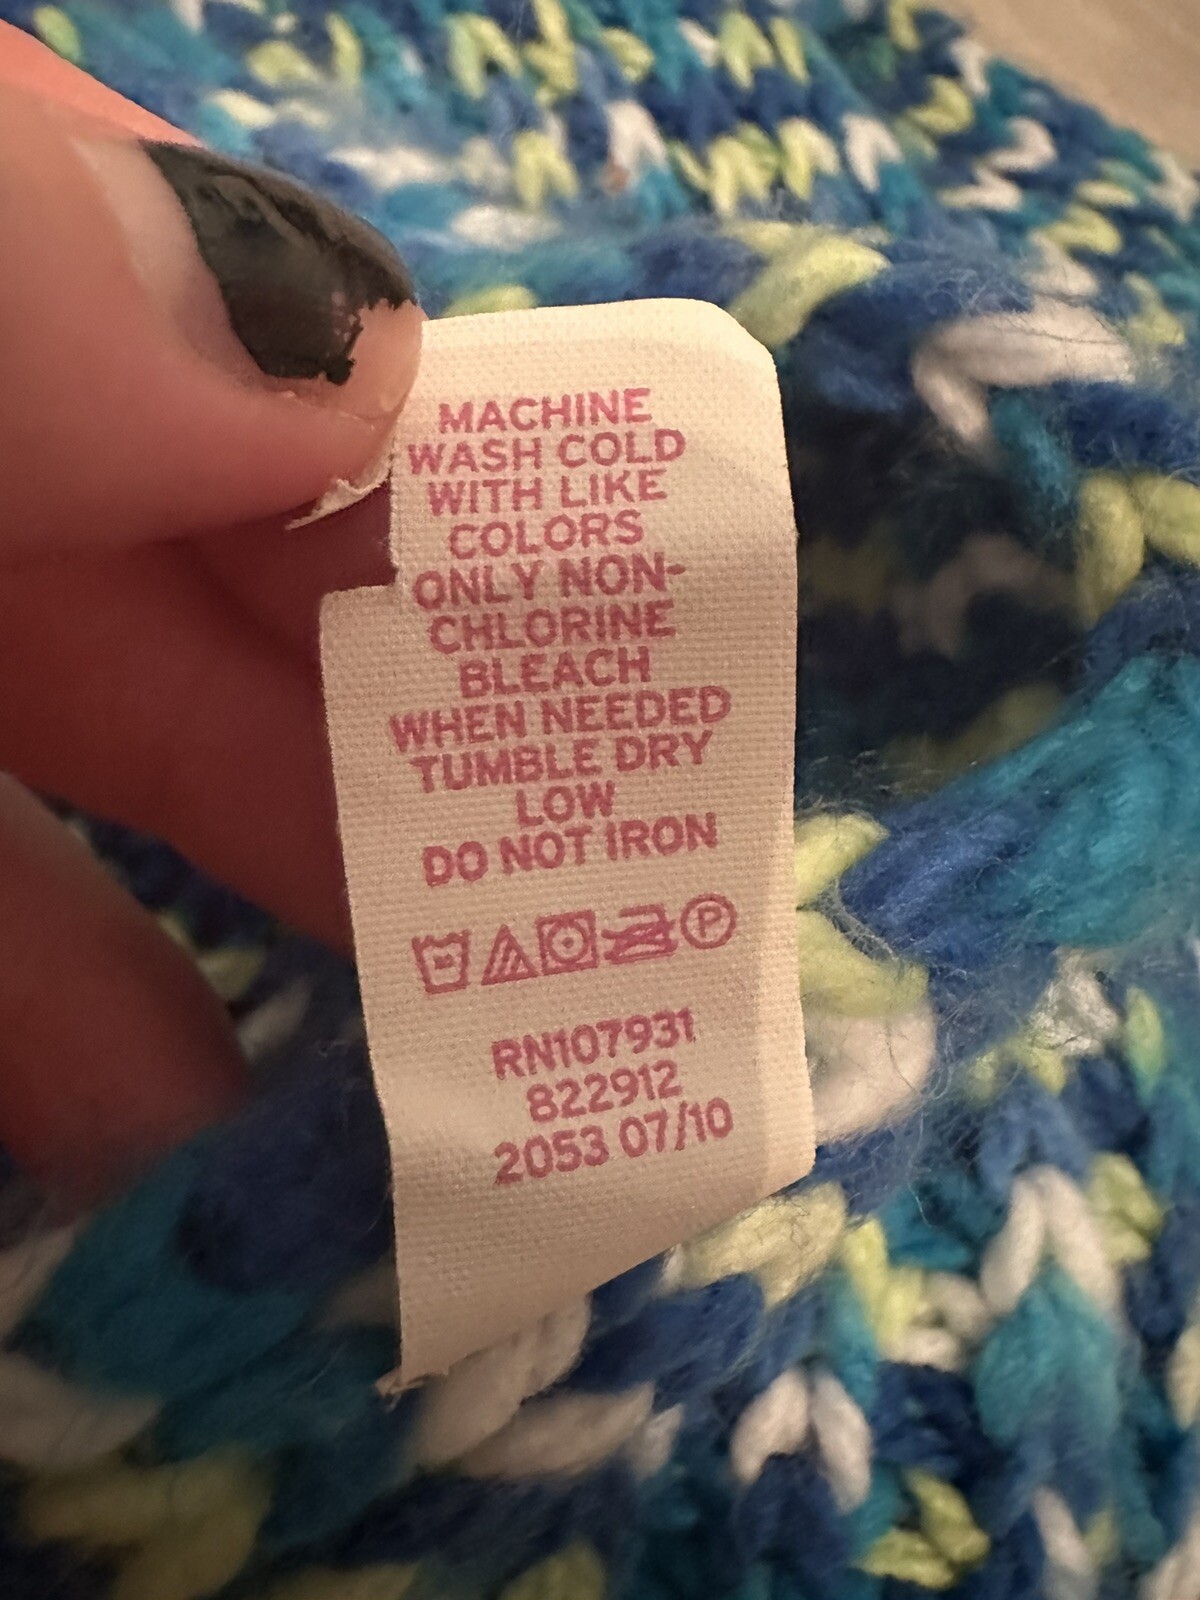 MACHINE
WASH COLD
WITH LIKE
COLORS
ONLY NON-
CHLORINE
BLEACH
WHEN NEEDED
TUMBLE DRY
LOW
DO NOT IRON
P
RN107931
822912
2053 07/10